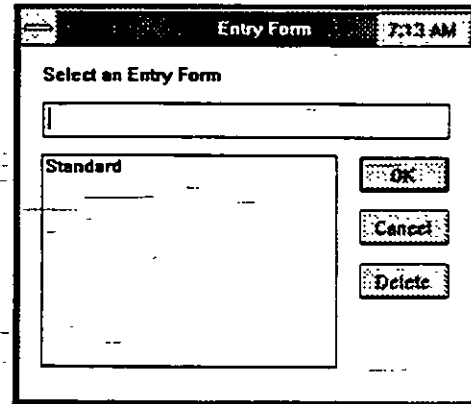 Entry Form 7:13 AM
Select an Entry Form
Standard
OK
Cancel
Delete